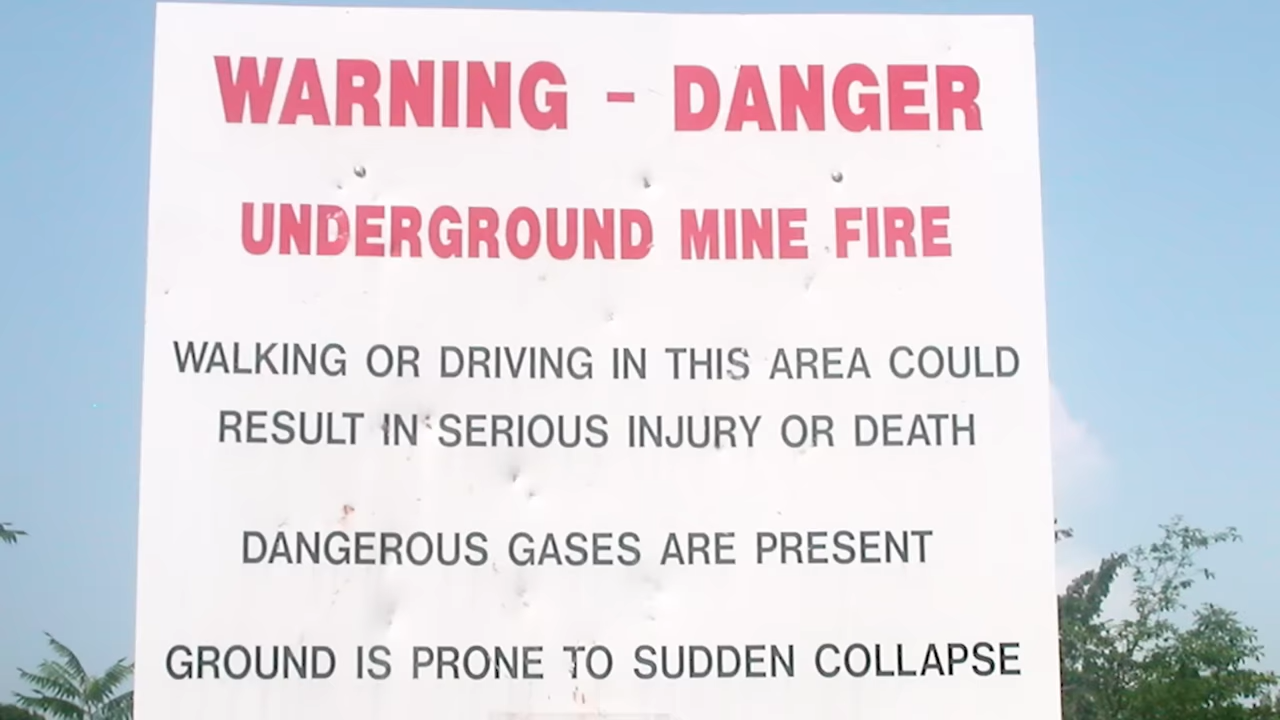 WARNING - DANGER
UNDERGROUND MINE FIRE
WALKING OR DRIVING IN THIS AREA COULD
RESULT IN SERIOUS INJURY OR DEATH
DANGEROUS GASES ARE PRESENT
GROUND IS PRONE TO SUDDEN COLLAPSE